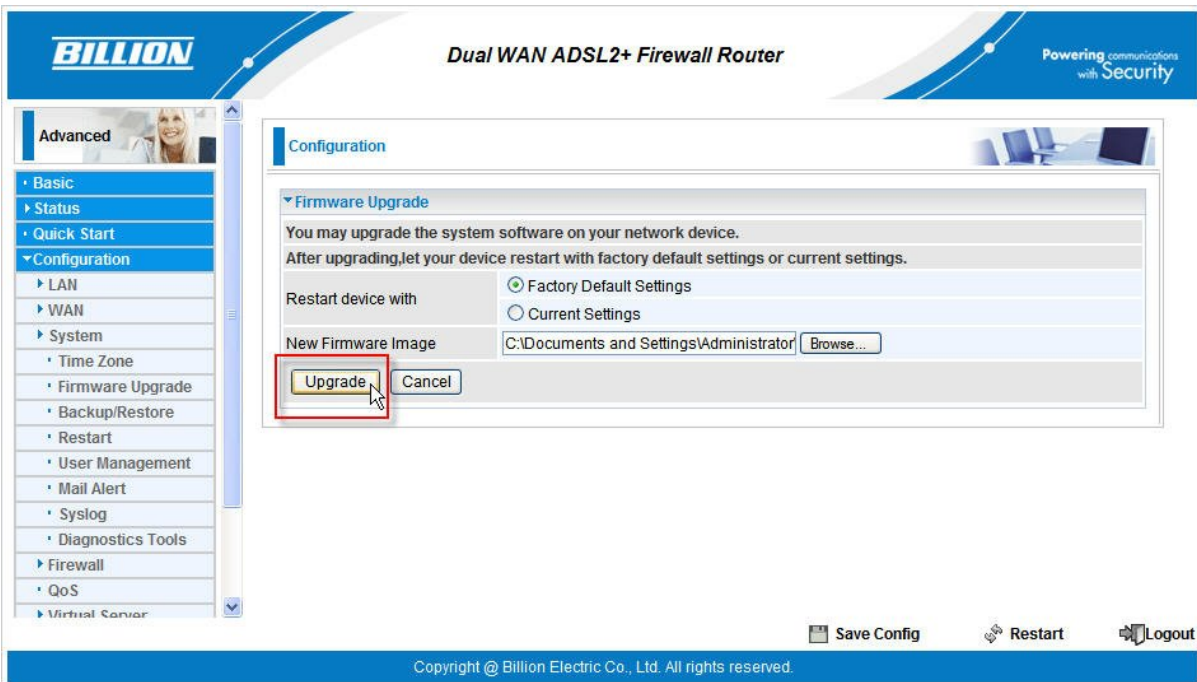 BILLION
Dual WAN ADSL2+ Firewall Router
Powering communications
with Security
Advanced
Basic
Status
Quick Start
Configuration
LAN
WAN
System
Time Zone
Firmware Upgrade
Backup/Restore
Restart
User Management
Mail Alert
Syslog
Diagnostics Tools
Firewall
QoS
Virtual Server
Configuration
Firmware Upgrade
You may upgrade the system software on your network device.
After upgrading,let your device restart with factory default settings or current settings.
Restart device with
Factory Default Settings
Current Settings
New Firmware Image C:\Documents and Settings\Administrator Browse...
Upgrade Cancel
Save Config Restart Logout
Copyright @ Billion Electric Co., Ltd. All rights reserved.